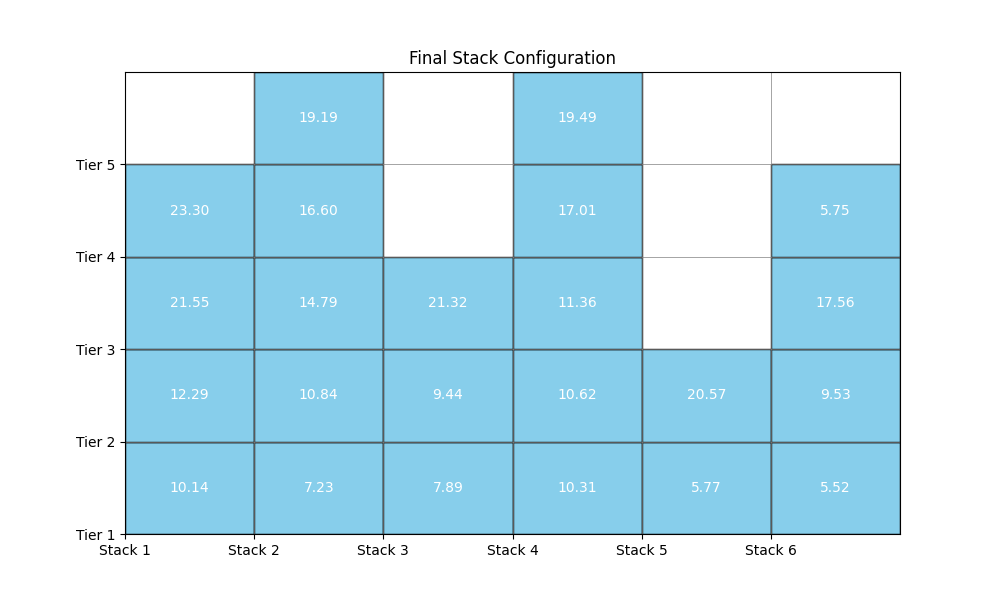 Final Stack Configuration
19.19 19.49
Tier 5
23.30 16.60 17.01 5.75
Tier 4
21.55 14.79 21.32 11.36 17.56
Tier 3
12.29 10.84 9.44 10.62 20.57 9.53
Tier 2
10.14 7.23 7.89 10.31 5.77 5.52
Tier 1
Stack 1 Stack 2 Stack 3 Stack 4 Stack 5 Stack 6